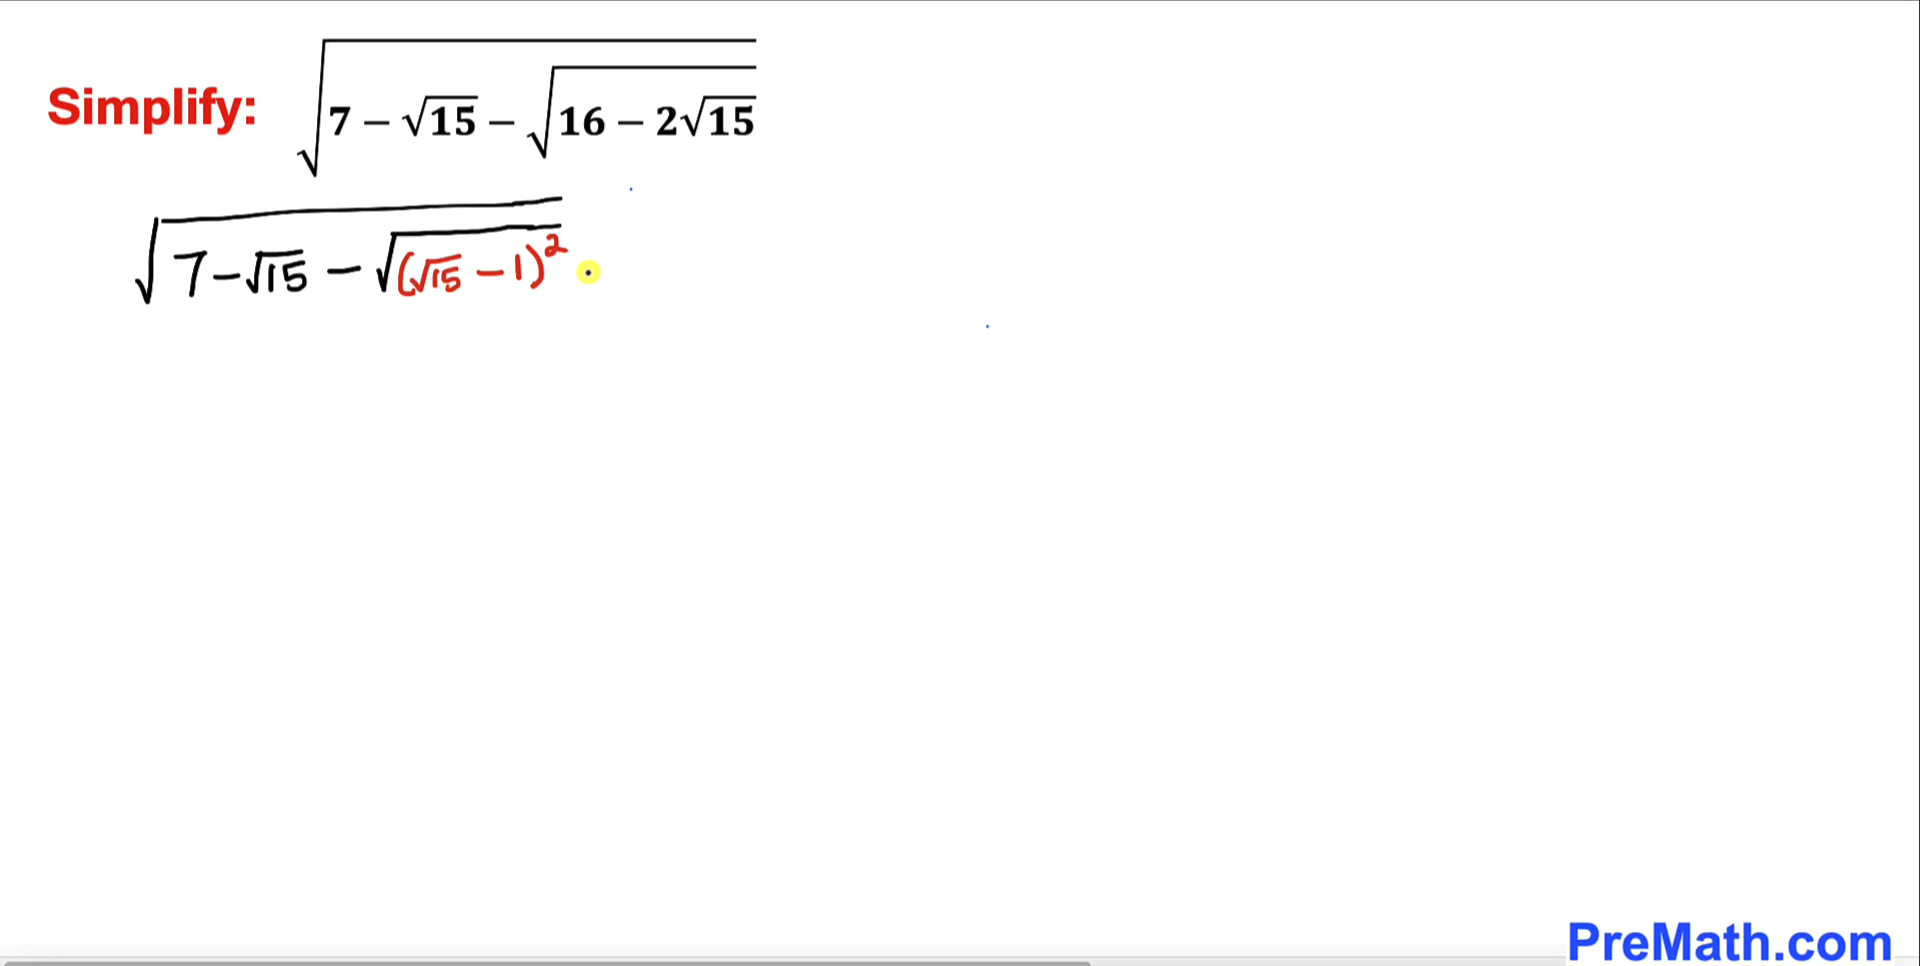 Simplify: √(7 − √15 − √(16 − 2√15))
√(7 − √15 − √((√15 − 1)²))
PreMath.com